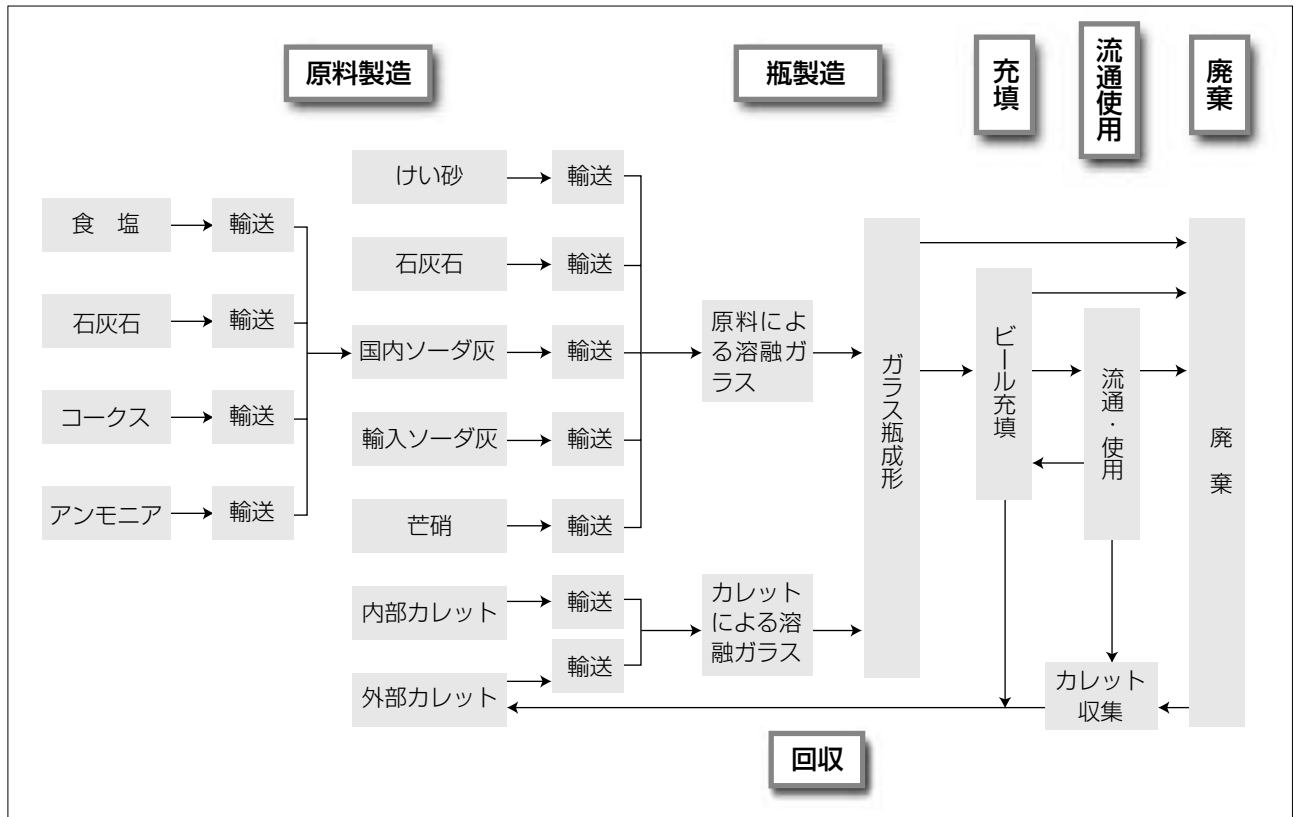 原料製造
瓶製造
充填
流通使用
廃棄
食　塩
輸送
石灰石
輸送
コークス
輸送
アンモニア
輸送
けい砂
輸送
石灰石
輸送
国内ソーダ灰
輸送
輸入ソーダ灰
輸送
芒硝
輸送
内部カレット
輸送
外部カレット
輸送
原料によ
る溶融ガ
ラス
カレット
による溶
融ガラス
ガラス瓶成形
ビール充填
流通・使用
廃　棄
カレット
収集
回収